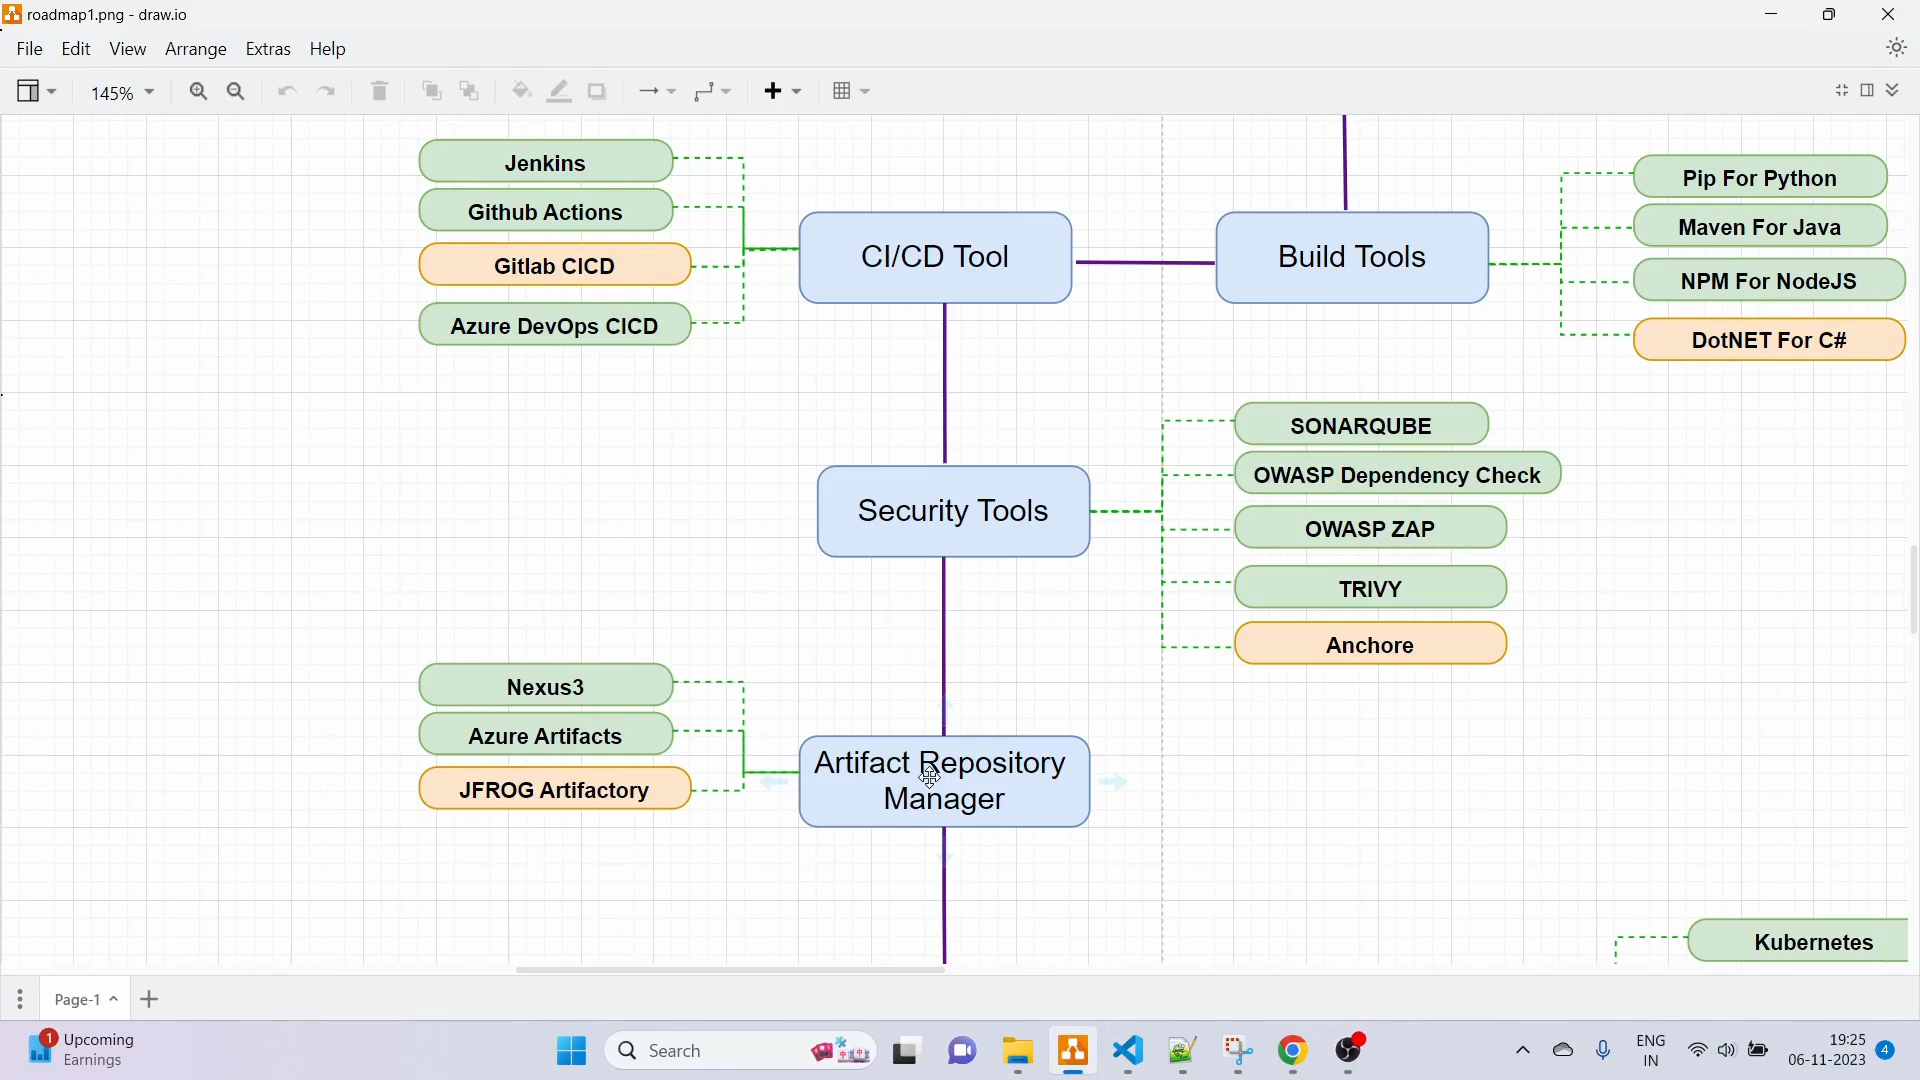 roadmap1.png - draw.io
File Edit View Arrange Extras Help
145%
Jenkins
Github Actions
Gitlab CICD
Azure DevOps CICD
CI/CD Tool
Build Tools
Pip For Python
Maven For Java
NPM For NodeJS
DotNET For C#
Security Tools
SONARQUBE
OWASP Dependency Check
OWASP ZAP
TRIVY
Anchore
Nexus3
Azure Artifacts
JFROG Artifactory
Artifact Repository
Manager
Kubernetes
Page-1
1
Upcoming
Earnings
Search
ENG
IN
19:25
06-11-2023
4